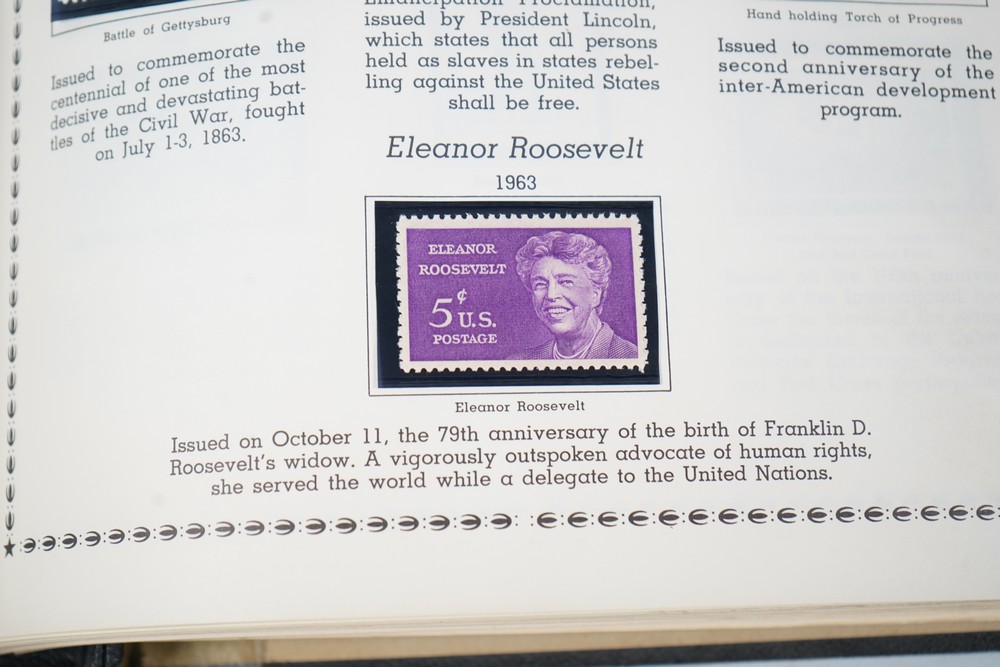 Battle of Gettysburg
Issued to commemorate the
centennial of one of the most
decisive and devastating bat-
tles of the Civil War, fought
on July 1-3, 1863.
Emancipation Proclamation,
issued by President Lincoln,
which states that all persons
held as slaves in states rebel-
ling against the United States
shall be free.
Hand holding Torch of Progress
Issued to commemorate the
second anniversary of the
inter-American development
program.
Eleanor Roosevelt
1963
ELEANOR
ROOSEVELT
5¢
U.S.
POSTAGE
Eleanor Roosevelt
Issued on October 11, the 79th anniversary of the birth of Franklin D.
Roosevelt's widow. A vigorously outspoken advocate of human rights,
she served the world while a delegate to the United Nations.